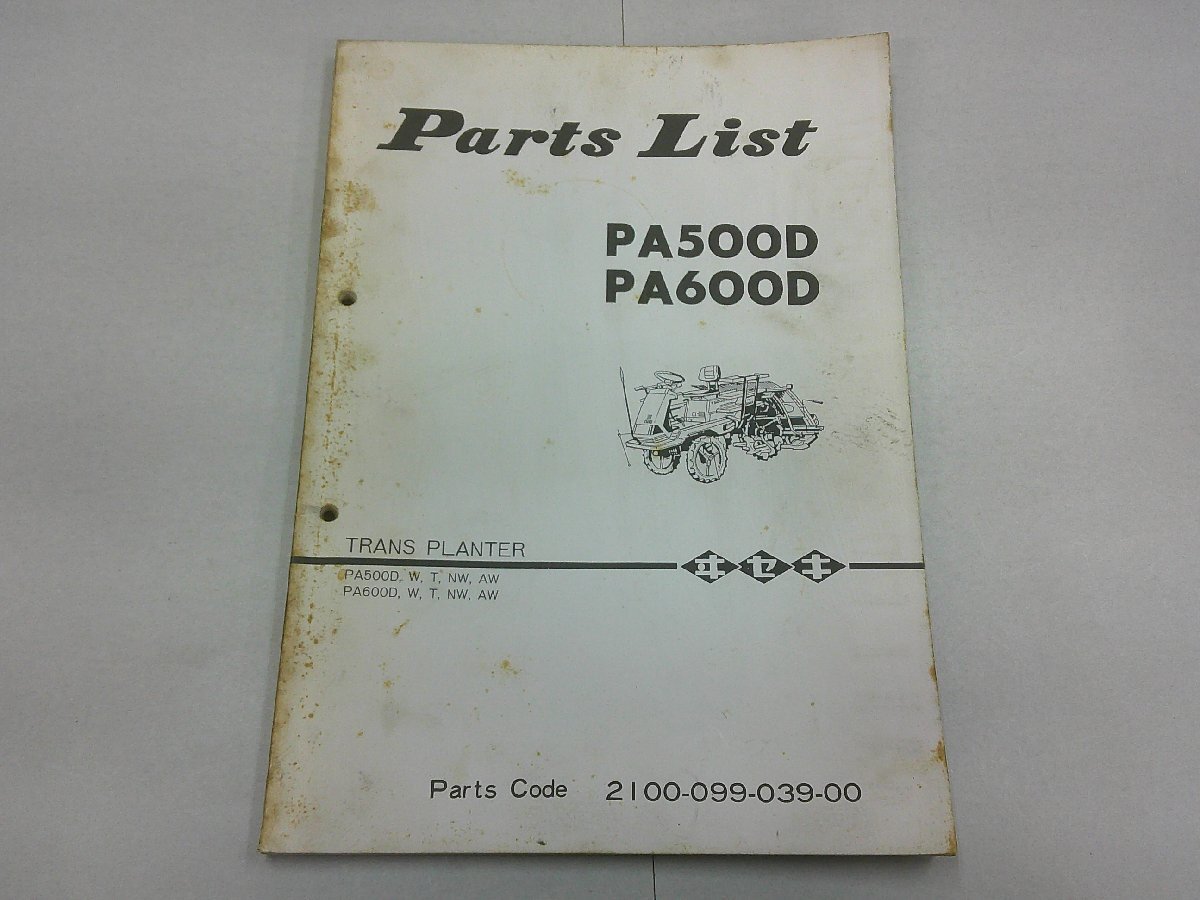 Parts List
PA500D
PA600D
TRANS PLANTER
ヰセキ
PA500D, W, T, NW, AW
PA600D, W, T, NW, AW
Parts Code 2100-099-039-00